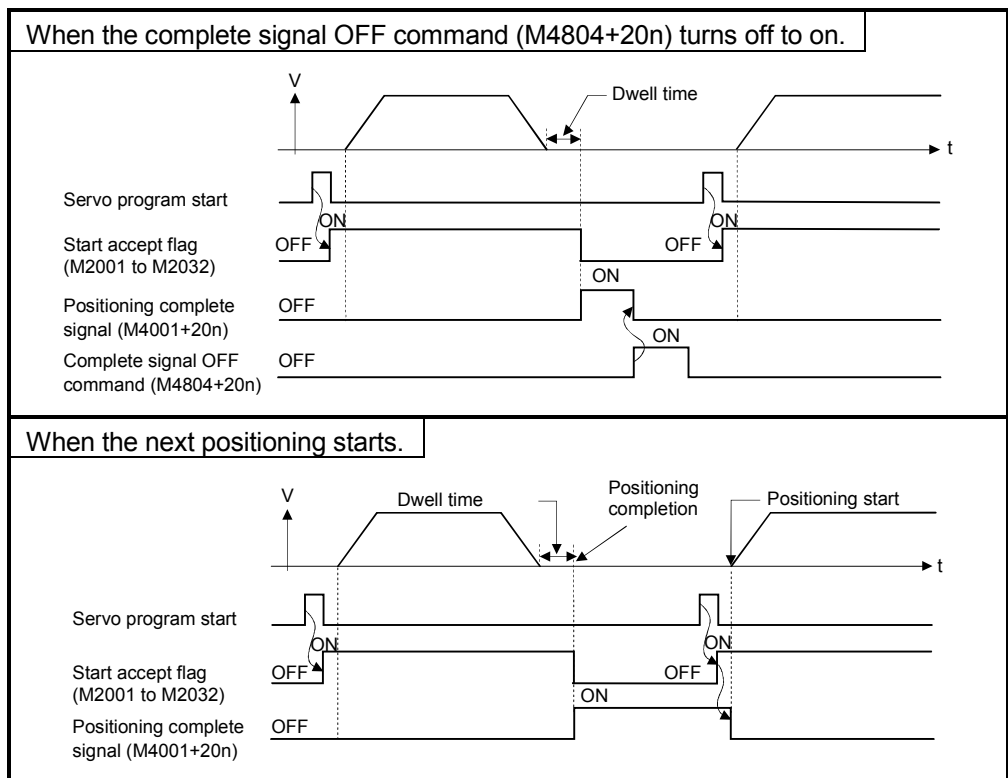 When the complete signal OFF command (M4804+20n) turns off to on.
V
Dwell time
t
Servo program start
ON
ON
Start accept flag
(M2001 to M2032)
OFF
OFF
ON
Positioning complete
signal (M4001+20n)
OFF
ON
Complete signal OFF
command (M4804+20n)
OFF
When the next positioning starts.
V
Dwell time
Positioning
completion
Positioning start
t
Servo program start
ON
ON
Start accept flag
(M2001 to M2032)
OFF
OFF
ON
Positioning complete
signal (M4001+20n)
OFF